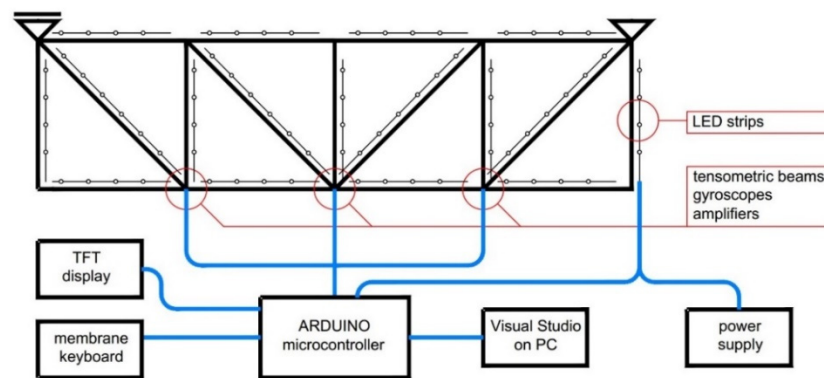 LED strips
tensometric beams
gyroscopes
amplifiers
TFT
display
ARDUINO
microcontroller
Visual Studio
on PC
power
supply
membrane
keyboard